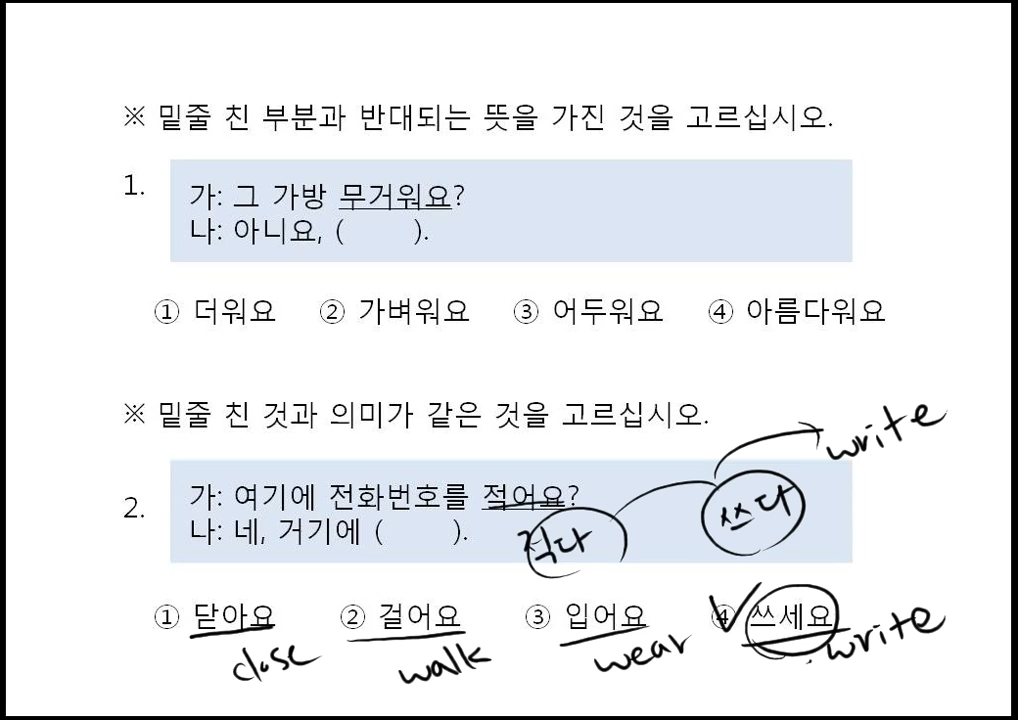 ※ 밑줄 친 부분과 반대되는 뜻을 가진 것을 고르십시오.
1.
가: 그 가방 무거워요?
나: 아니요, (      ).
① 더워요 ② 가벼워요 ③ 어두워요 ④ 아름다워요
※ 밑줄 친 것과 의미가 같은 것을 고르십시오.
write
2.
가: 여기에 전화번호를 적어요?
쓰다
나: 네, 거기에 (      ).
적다
① 닫아요 ② 걸어요 ③ 입어요 ④ 쓰세요
close walk wear write